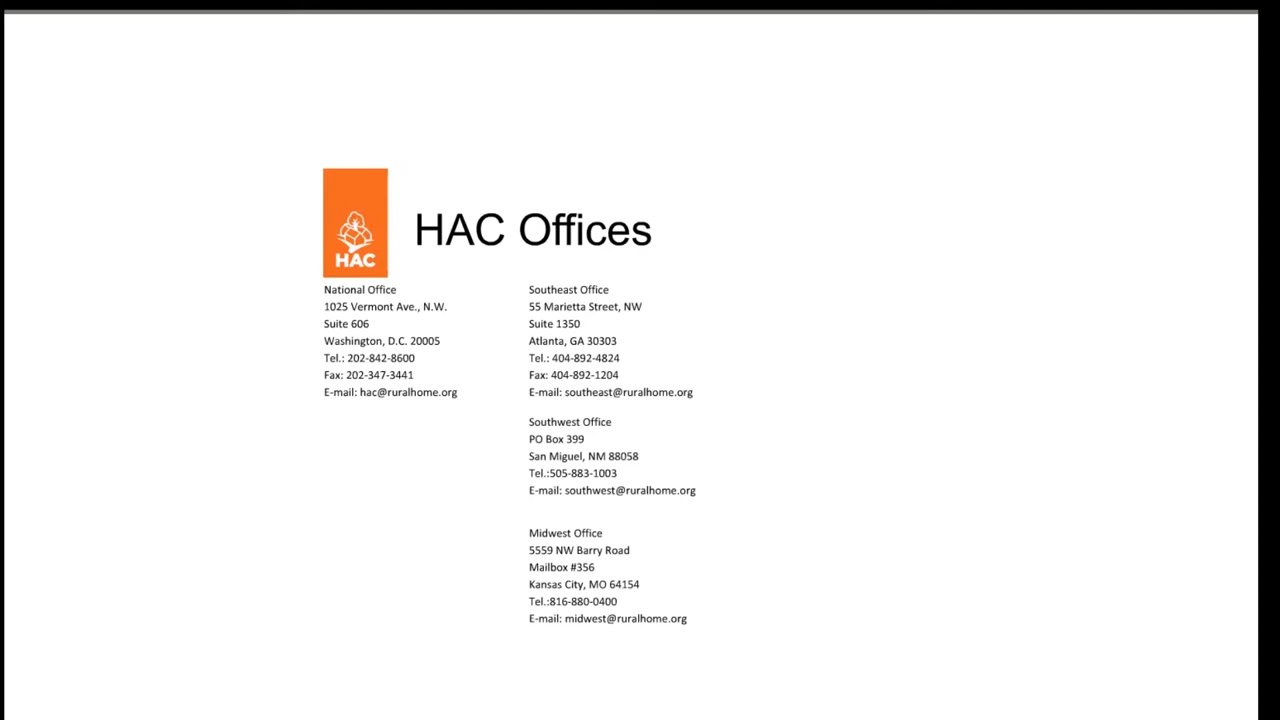 HAC
HAC Offices
National Office
1025 Vermont Ave., N.W.
Suite 606
Washington, D.C. 20005
Tel.: 202-842-8600
Fax: 202-347-3441
E-mail: hac@ruralhome.org
Southeast Office
55 Marietta Street, NW
Suite 1350
Atlanta, GA 30303
Tel.: 404-892-4824
Fax: 404-892-1204
E-mail: southeast@ruralhome.org
Southwest Office
PO Box 399
San Miguel, NM 88058
Tel.:505-883-1003
E-mail: southwest@ruralhome.org
Midwest Office
5559 NW Barry Road
Mailbox #356
Kansas City, MO 64154
Tel.:816-880-0400
E-mail: midwest@ruralhome.org